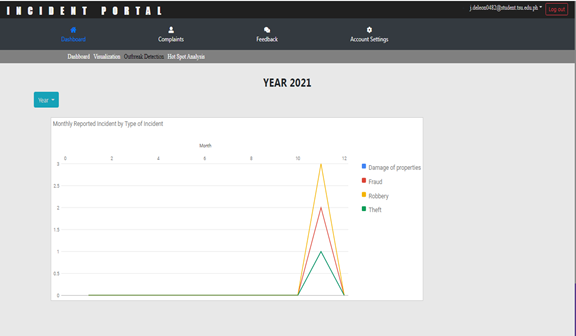 INCIDENT PORTAL
j.deleon0482@student.tsu.edu.ph
Log out
Dashboard Complaints Feedback Account Settings
Dashboard Visualization Outbreak Detection Hot Spot Analysis
YEAR 2021
Year
Monthly Reported Incident by Type of Incident
Month
0 2 4 6 8 10 12
3
2.5
2
1.5
1
0.5
0
Damage of properties
Fraud
Robbery
Theft